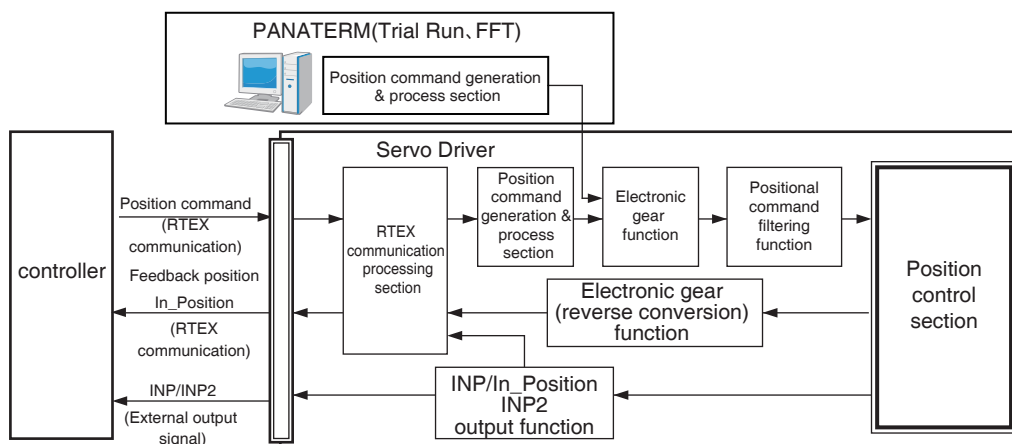 PANATERM(Trial Run、FFT)
Position command generation
& process section
Servo Driver
controller
Position command
(RTEX
communication)
Feedback position
In_Position
(RTEX
communication)
INP/INP2
(External output
signal)
RTEX
communication
processing
section
Position
command
generation &
process
section
Electronic
gear
function
Positional
command
filtering
function
Electronic gear
(reverse conversion)
function
INP/In_Position
INP2
output function
Position
control
section